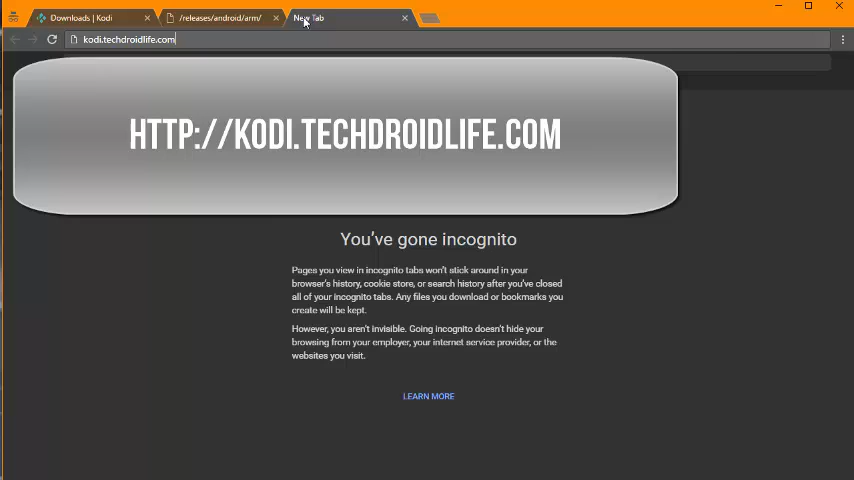 Downloads | Kodi
/releases/android/arm/
New Tab
kodi.techdroidlife.com
HTTP://KODI.TECHDROIDLIFE.COM
You've gone incognito
Pages you view in incognito tabs won't stick around in your
browser's history, cookie store, or search history after you've closed
all of your incognito tabs. Any files you download or bookmarks you
create will be kept.
However, you aren't invisible. Going incognito doesn't hide your
browsing from your employer, your internet service provider, or the
websites you visit.
LEARN MORE